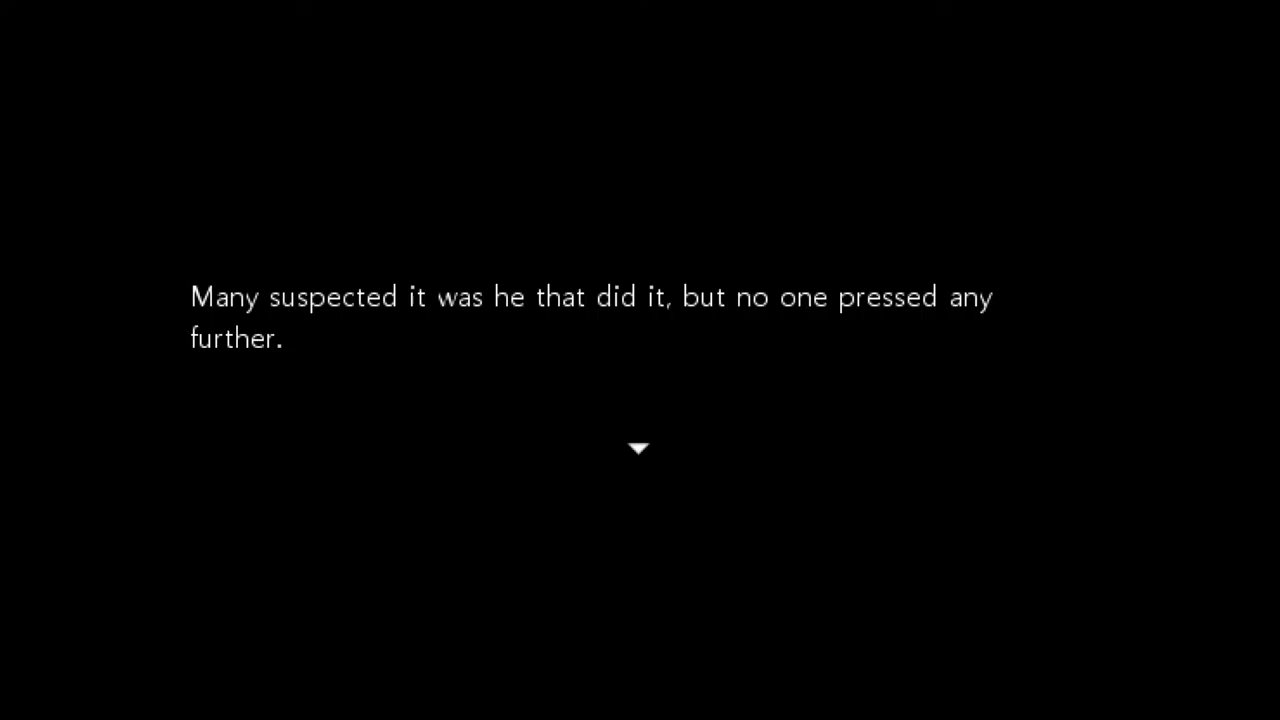 Many suspected it was he that did it, but no one pressed any
further.